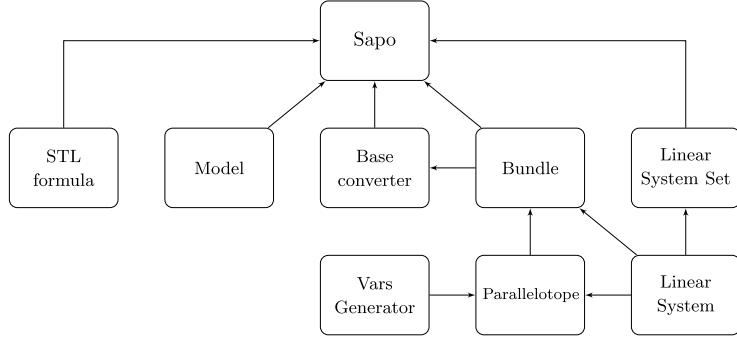 Sapo
STL
formula
Model
Base
converter
Bundle
Linear
System Set
Vars
Generator
Parallelotope
Linear
System